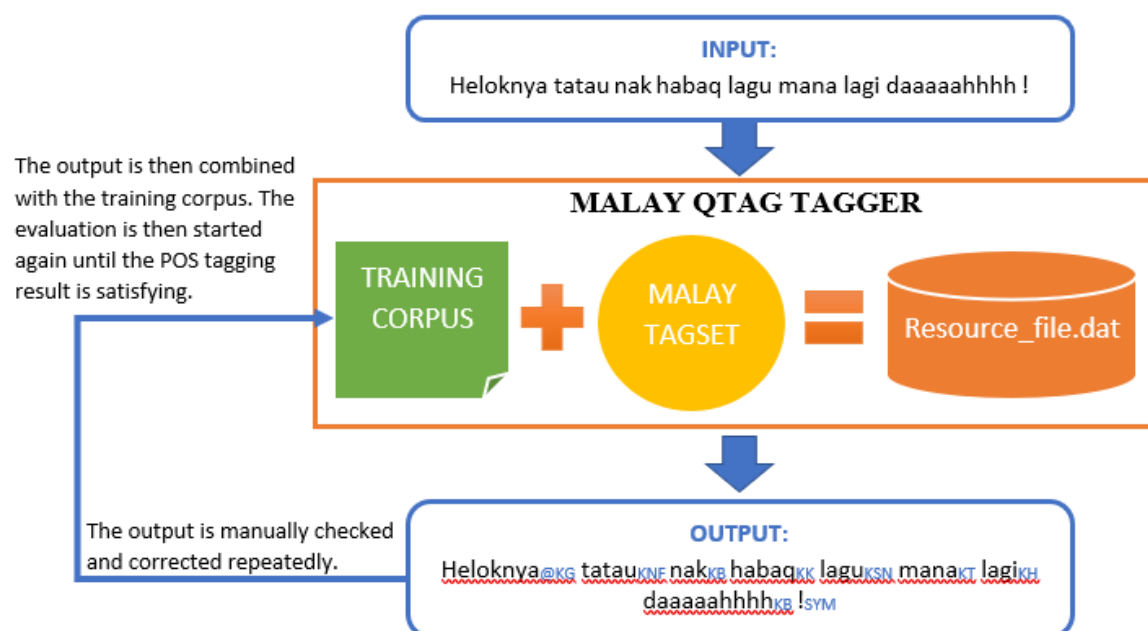 INPUT:
Heloknya tatau nak habaq lagu mana lagi daaaaahhhh !
The output is then combined
with the training corpus. The
evaluation is then started
again until the POS tagging
result is satisfying.
MALAY QTAG TAGGER
TRAINING
CORPUS
MALAY
TAGSET
Resource_file.dat
The output is manually checked
and corrected repeatedly.
OUTPUT:
Heloknya@KG tatauKNF nakKB habaqKK laguKSN manaKT lagiKH
daaaaahhhhKB !SYM